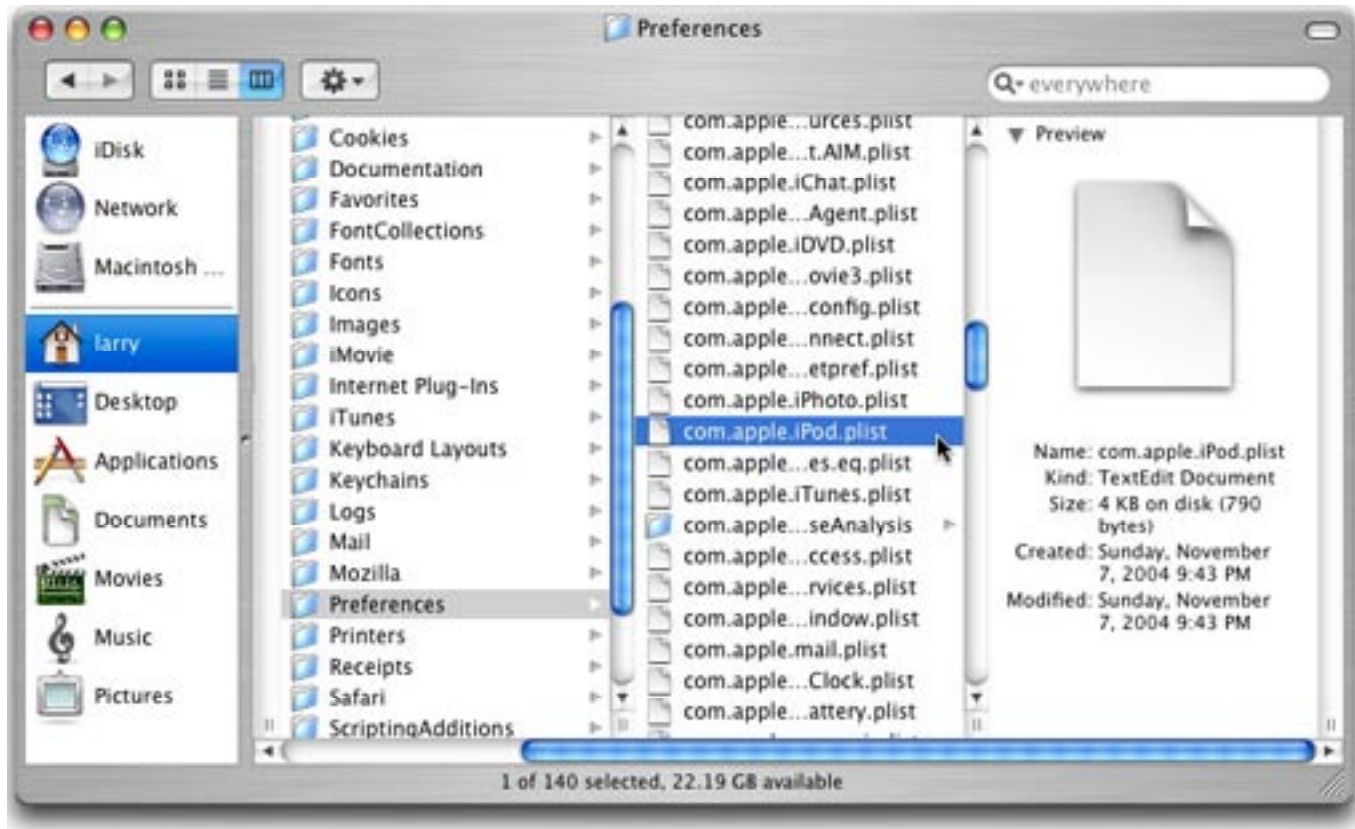 Preferences
everywhere
iDisk
Network
Macintosh ...
larry
Desktop
Applications
Documents
Movies
Music
Pictures
Cookies
Documentation
Favorites
FontCollections
Fonts
Icons
Images
iMovie
Internet Plug-Ins
iTunes
Keyboard Layouts
Keychains
Logs
Mail
Mozilla
Preferences
Printers
Receipts
Safari
ScriptingAdditions
com.apple...urces.plist
com.apple...t.AIM.plist
com.apple.iChat.plist
com.apple...Agent.plist
com.apple.iDVD.plist
com.apple...ovie3.plist
com.apple...config.plist
com.apple...nnect.plist
com.apple...etpref.plist
com.apple.iPhoto.plist
com.apple.iPod.plist
com.apple...es.eq.plist
com.apple.iTunes.plist
com.apple...seAnalysis
com.apple...ccess.plist
com.apple...rvices.plist
com.apple...indow.plist
com.apple.mail.plist
com.apple...Clock.plist
com.apple...attery.plist
Preview
Name: com.apple.iPod.plist
Kind: TextEdit Document
Size: 4 KB on disk (790
bytes)
Created: Sunday, November
7, 2004 9:43 PM
Modified: Sunday, November
7, 2004 9:43 PM
1 of 140 selected, 22.19 GB available